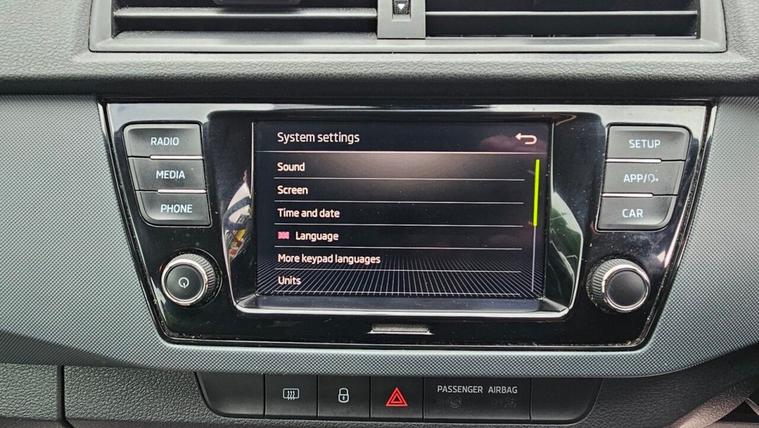 System settings
Sound
Screen
Time and date
Language
More keypad languages
Units
RADIO
MEDIA
PHONE
SETUP
APP/
CAR
PASSENGER AIRBAG